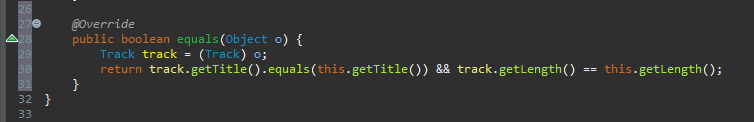 26
27 @Override
28 public boolean equals(Object o) {
29 Track track = (Track) o;
30 return track.getTitle().equals(this.getTitle()) && track.getLength() == this.getLength();
31 }
32 }
33